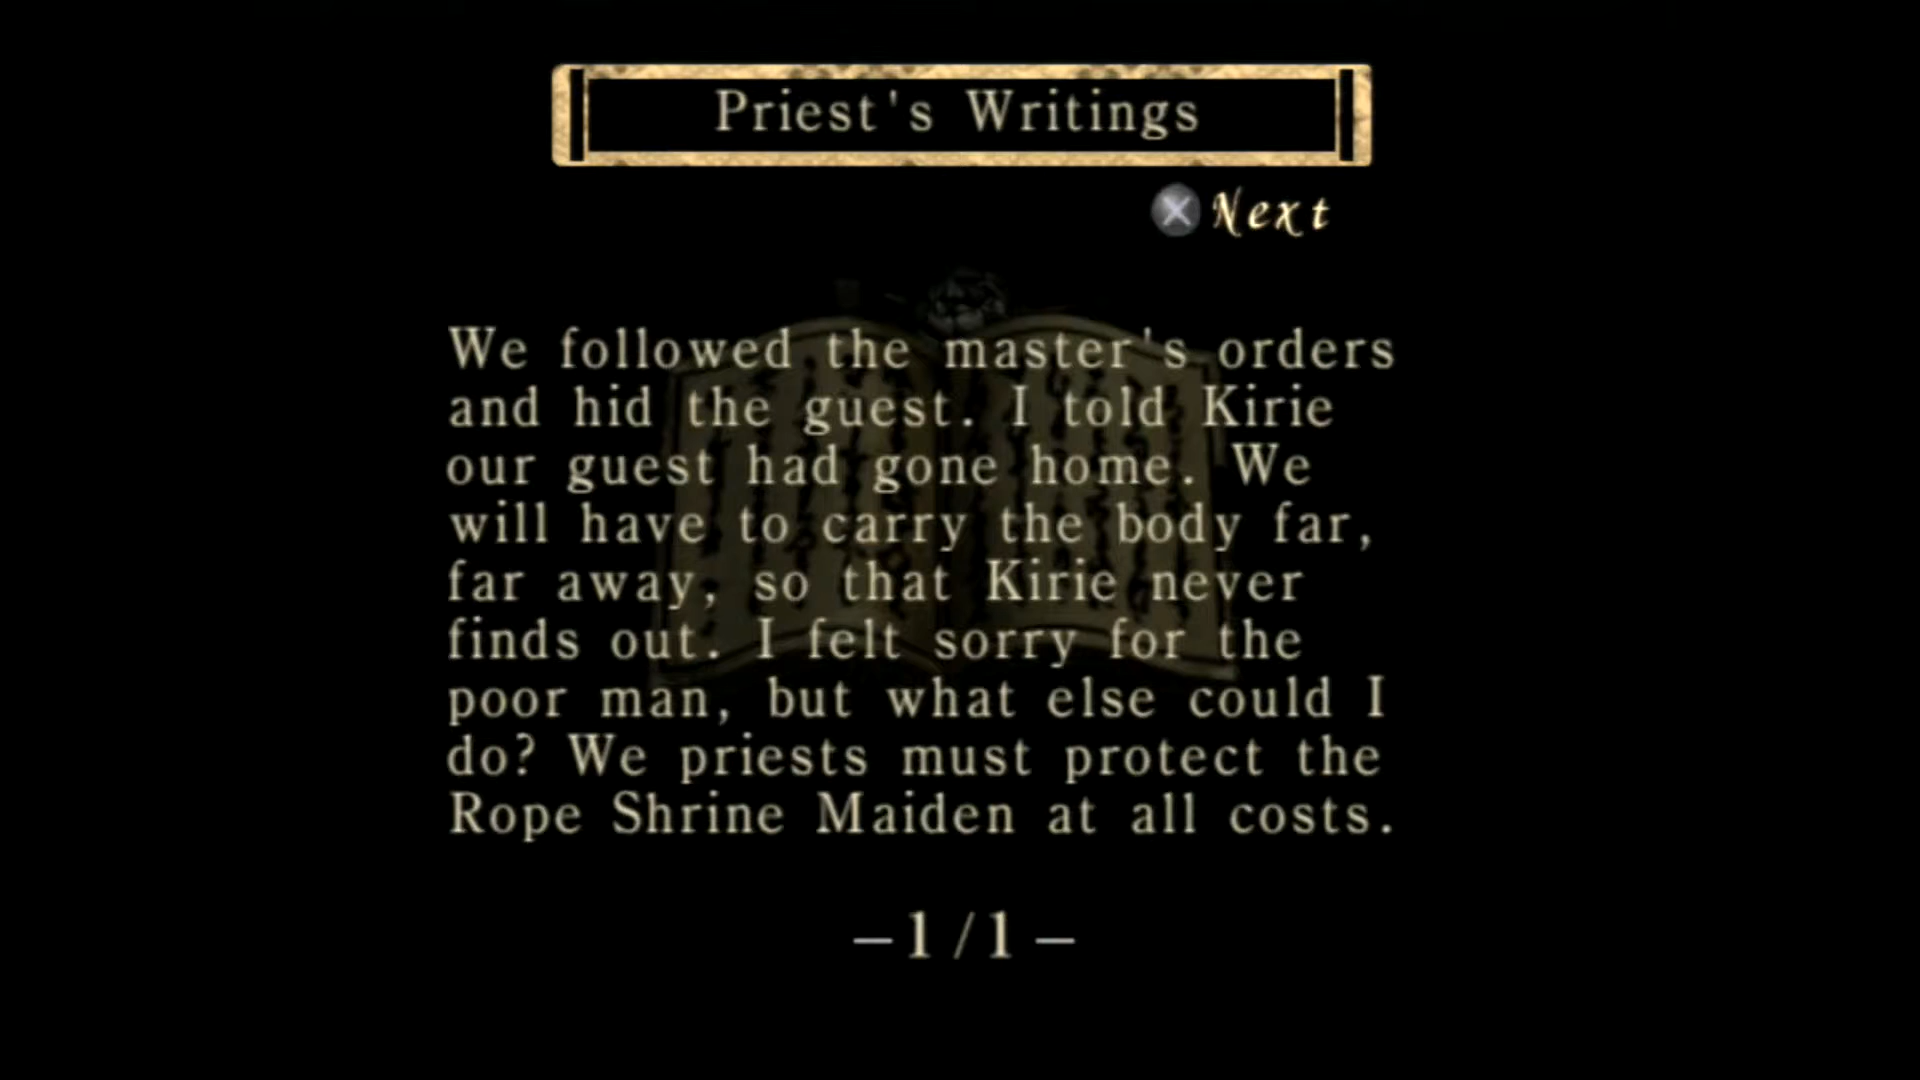 Priest's Writings
Next
We followed the master's orders
and hid the guest. I told Kirie
our guest had gone home. We
will have to carry the body far,
far away, so that Kirie never
finds out. I felt sorry for the
poor man, but what else could I
do? We priests must protect the
Rope Shrine Maiden at all costs.
–1/1–